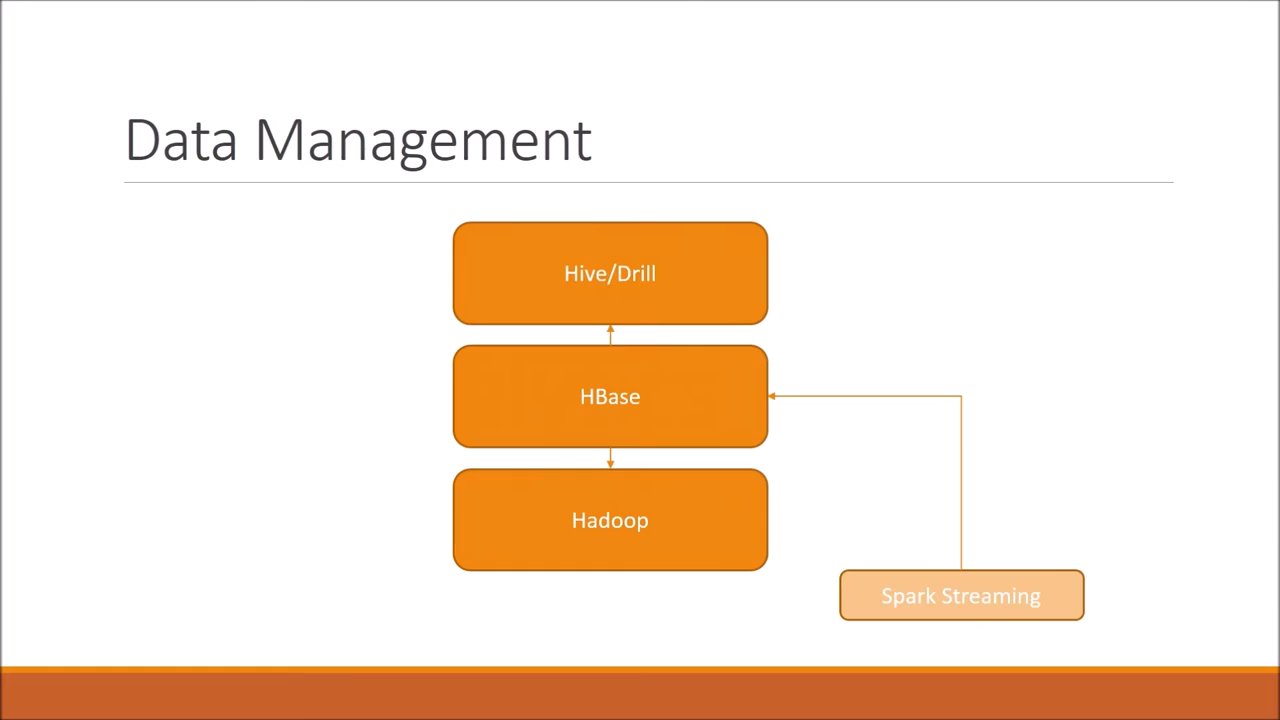 Data Management
Hive/Drill
HBase
Hadoop
Spark Streaming